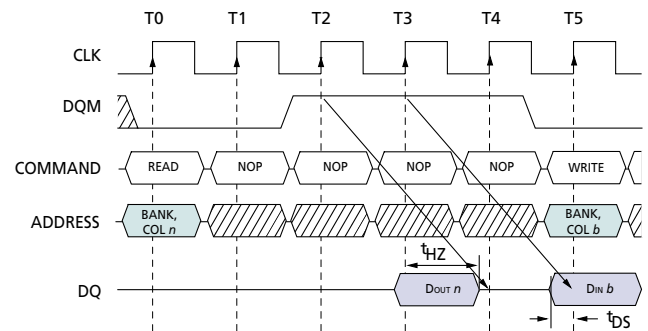 T0 T1 T2 T3 T4 T5
CLK
DQM
COMMAND READ NOP NOP NOP NOP WRITE
ADDRESS BANK, COL n BANK, COL b
tHZ
DQ DOUT n DIN b
tDS